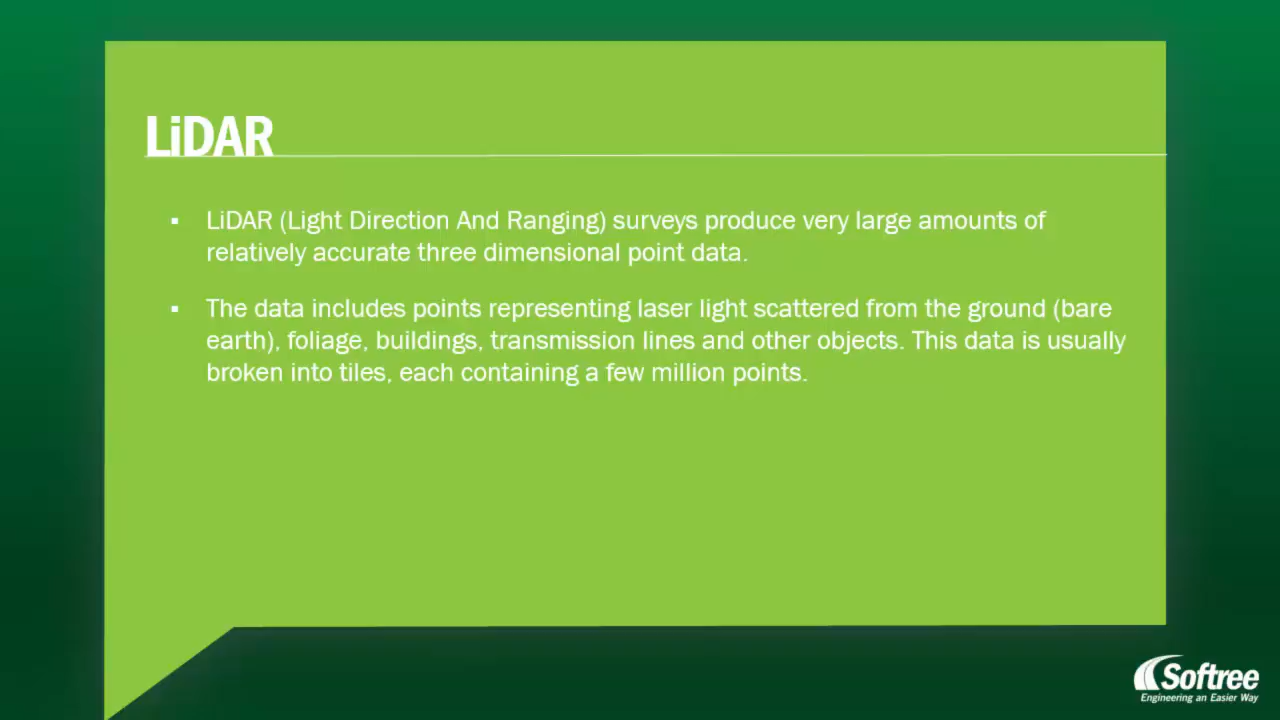 LiDAR
▪ LiDAR (Light Direction And Ranging) surveys produce very large amounts of
relatively accurate three dimensional point data.
▪ The data includes points representing laser light scattered from the ground (bare
earth), foliage, buildings, transmission lines and other objects. This data is usually
broken into tiles, each containing a few million points.
Softree
Engineering an Easier Way